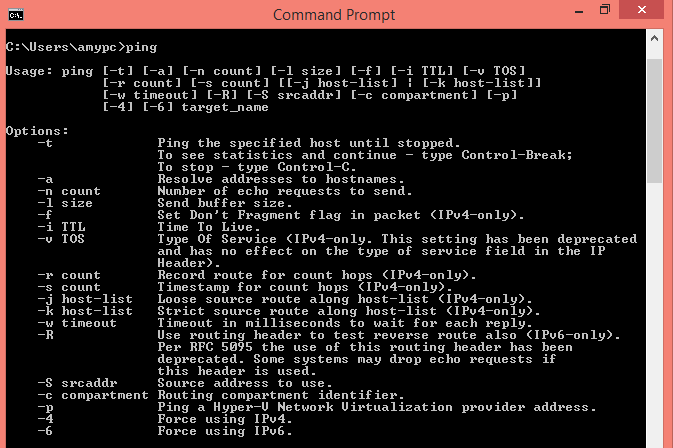 Command Prompt
C:\Users\amypc>ping
Usage: ping [-t] [-a] [-n count] [-l size] [-f] [-i TTL] [-v TOS]
[-r count] [-s count] [[-j host-list] | [-k host-list]]
[-w timeout] [-R] [-S srcaddr] [-c compartment] [-p]
[-4] [-6] target_name
Options:
-t Ping the specified host until stopped.
To see statistics and continue - type Control-Break;
To stop - type Control-C.
-a Resolve addresses to hostnames.
-n count Number of echo requests to send.
-l size Send buffer size.
-f Set Don't Fragment flag in packet (IPv4-only).
-i TTL Time To Live.
-v TOS Type Of Service (IPv4-only. This setting has been deprecated
and has no effect on the type of service field in the IP
Header).
-r count Record route for count hops (IPv4-only).
-s count Timestamp for count hops (IPv4-only).
-j host-list Loose source route along host-list (IPv4-only).
-k host-list Strict source route along host-list (IPv4-only).
-w timeout Timeout in milliseconds to wait for each reply.
-R Use routing header to test reverse route also (IPv6-only).
Per RFC 5095 the use of this routing header has been
deprecated. Some systems may drop echo requests if
this header is used.
-S srcaddr Source address to use.
-c compartment Routing compartment identifier.
-p Ping a Hyper-V Network Virtualization provider address.
-4 Force using IPv4.
-6 Force using IPv6.